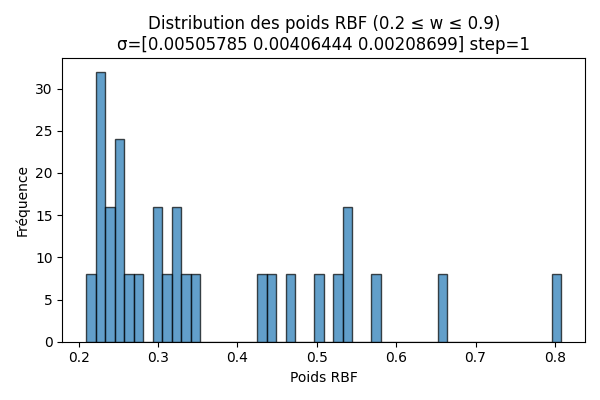 Distribution des poids RBF (0.2 ≤ w ≤ 0.9)
σ=[0.00505785 0.00406444 0.00208699] step=1
Fréquence
30
25
20
15
10
5
0
0.2 0.3 0.4 0.5 0.6 0.7 0.8
Poids RBF